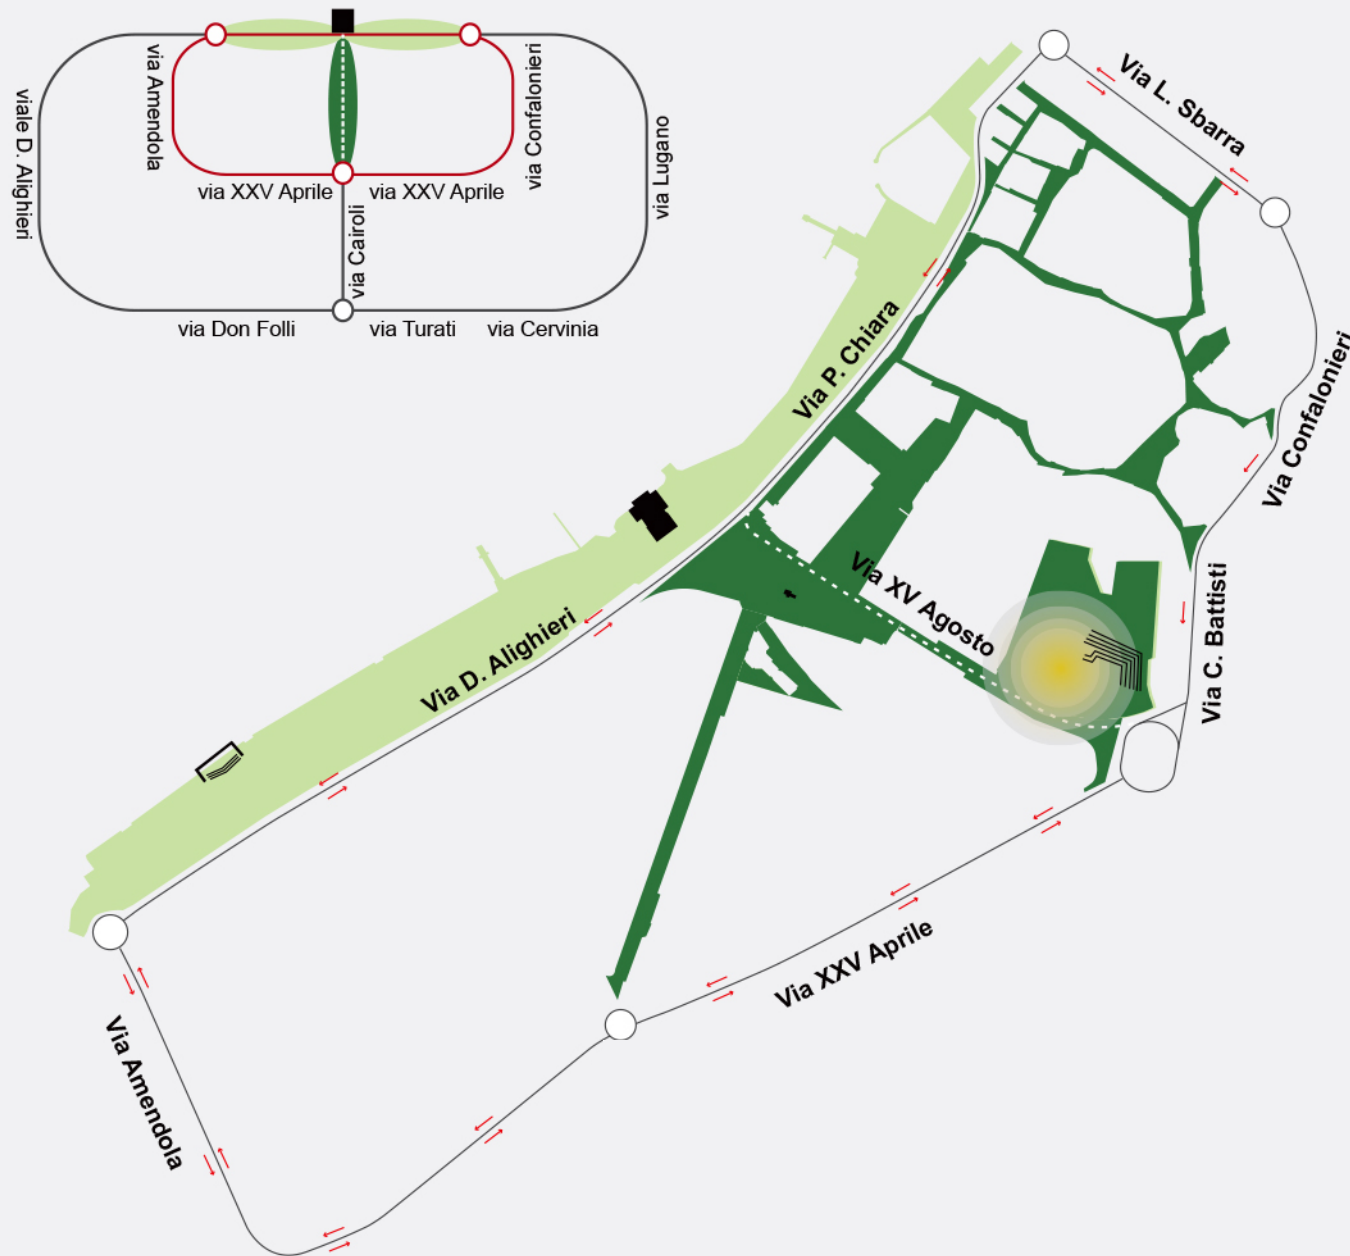 via Amendola
via Confalonieri
viale D. Alighieri
via Lugano
via XXV Aprile
via XXV Aprile
via Cairoli
via Don Folli
via Turati
via Cervinia
Via L. Sbarra
Via P. Chiara
Via Confalonieri
Via XV Agosto
Via C. Battisti
Via D. Alighieri
Via XXV Aprile
Via Amendola